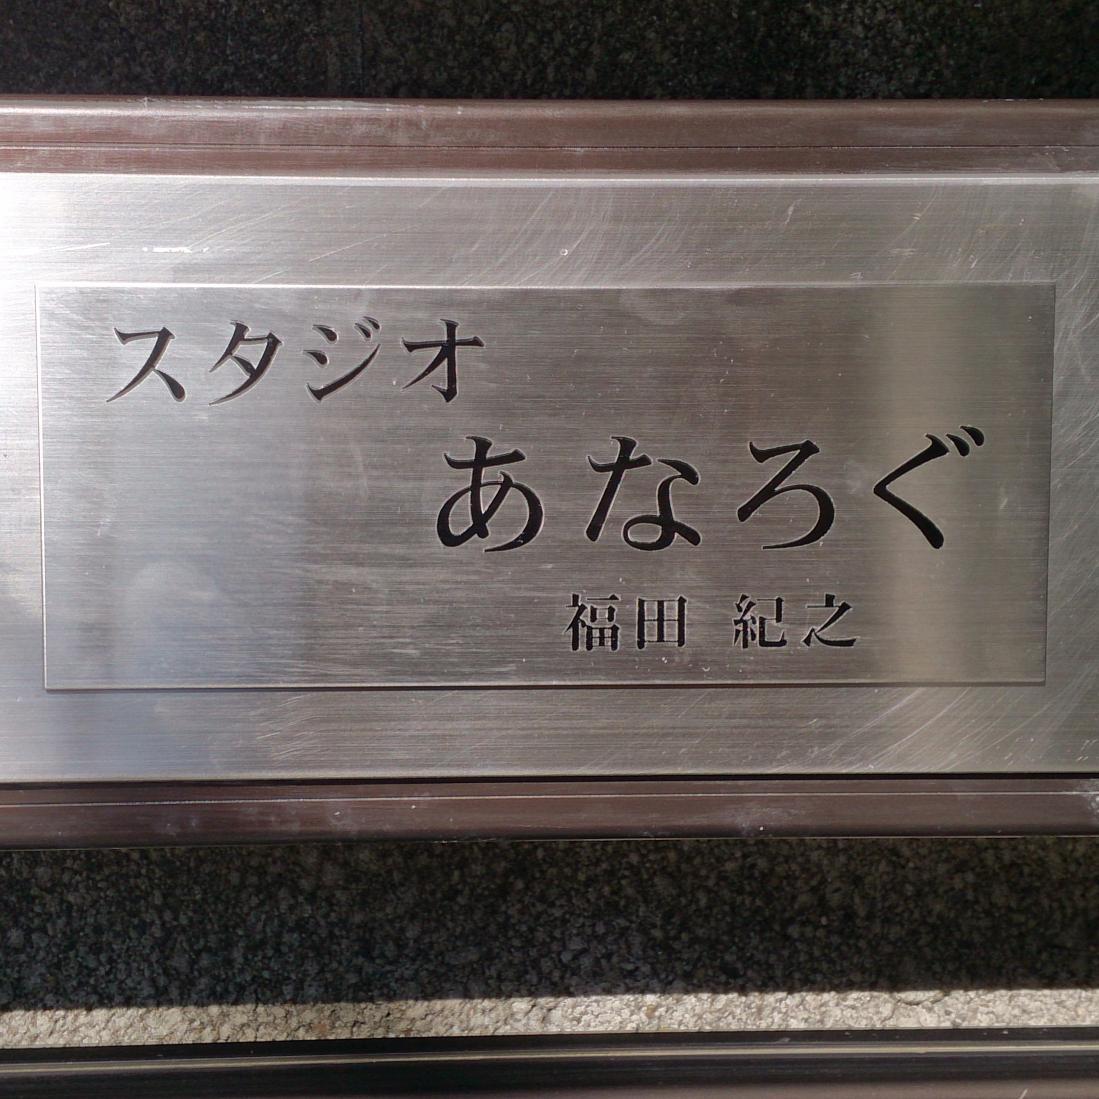 スタジオ
あなろぐ
福田 紀之